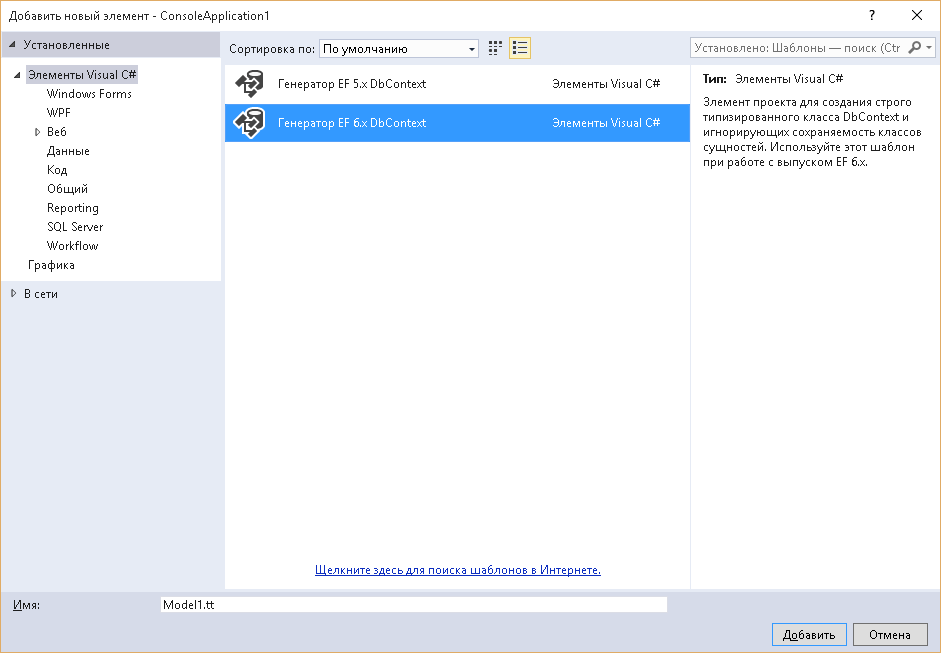 Добавить новый элемент - ConsoleApplication1
?
Установленные
Элементы Visual C#
Windows Forms
WPF
Веб
Данные
Код
Общий
Reporting
SQL Server
Workflow
Графика
В сети
Сортировка по: По умолчанию
Генератор EF 5.x DbContext Элементы Visual C#
Генератор EF 6.x DbContext Элементы Visual C#
Щелкните здесь для поиска шаблонов в Интернете.
Установлено: Шаблоны — поиск (Ctr
Тип: Элементы Visual C#
Элемент проекта для создания строго
типизированного класса DbContext и
игнорирующих сохраняемость классов
сущностей. Используйте этот шаблон
при работе с выпуском EF 6.x.
Имя: Model1.tt
Добавить Отмена